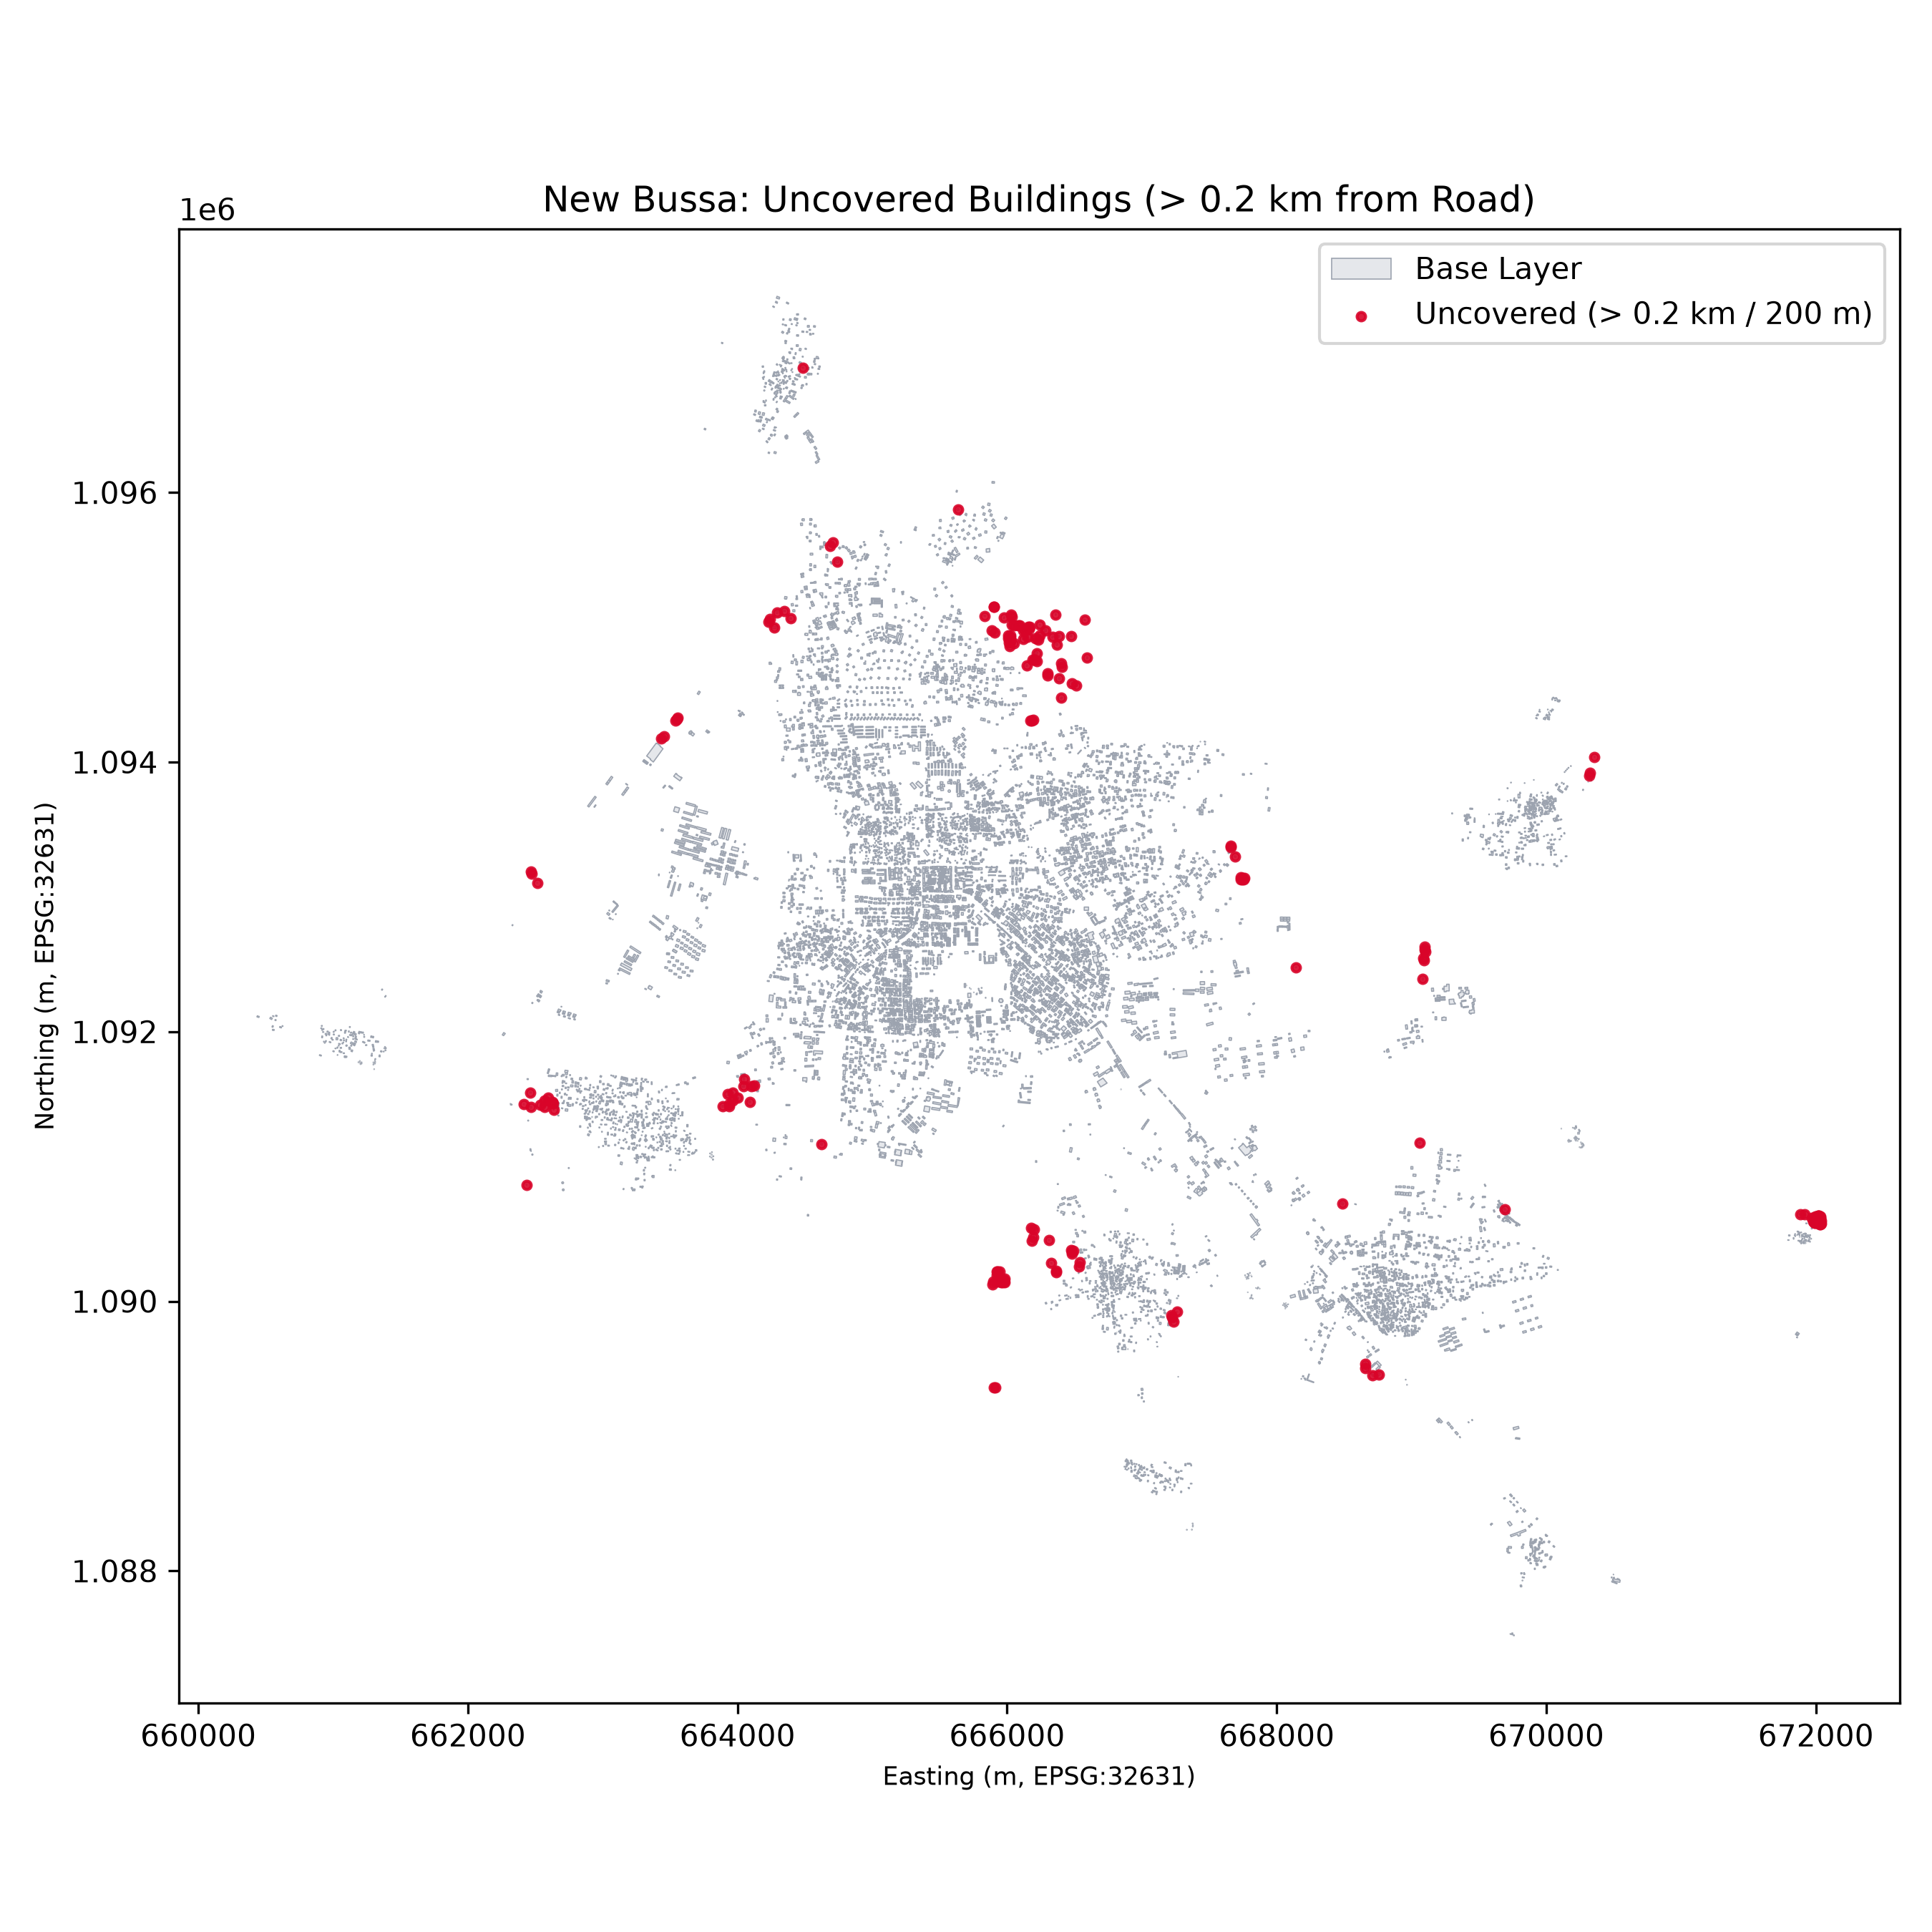 New Bussa: Uncovered Buildings (> 0.2 km from Road)
1e6
Base Layer
Uncovered (> 0.2 km / 200 m)
1.096
1.094
1.092
1.090
1.088
Northing (m, EPSG:32631)
660000 662000 664000 666000 668000 670000 672000
Easting (m, EPSG:32631)